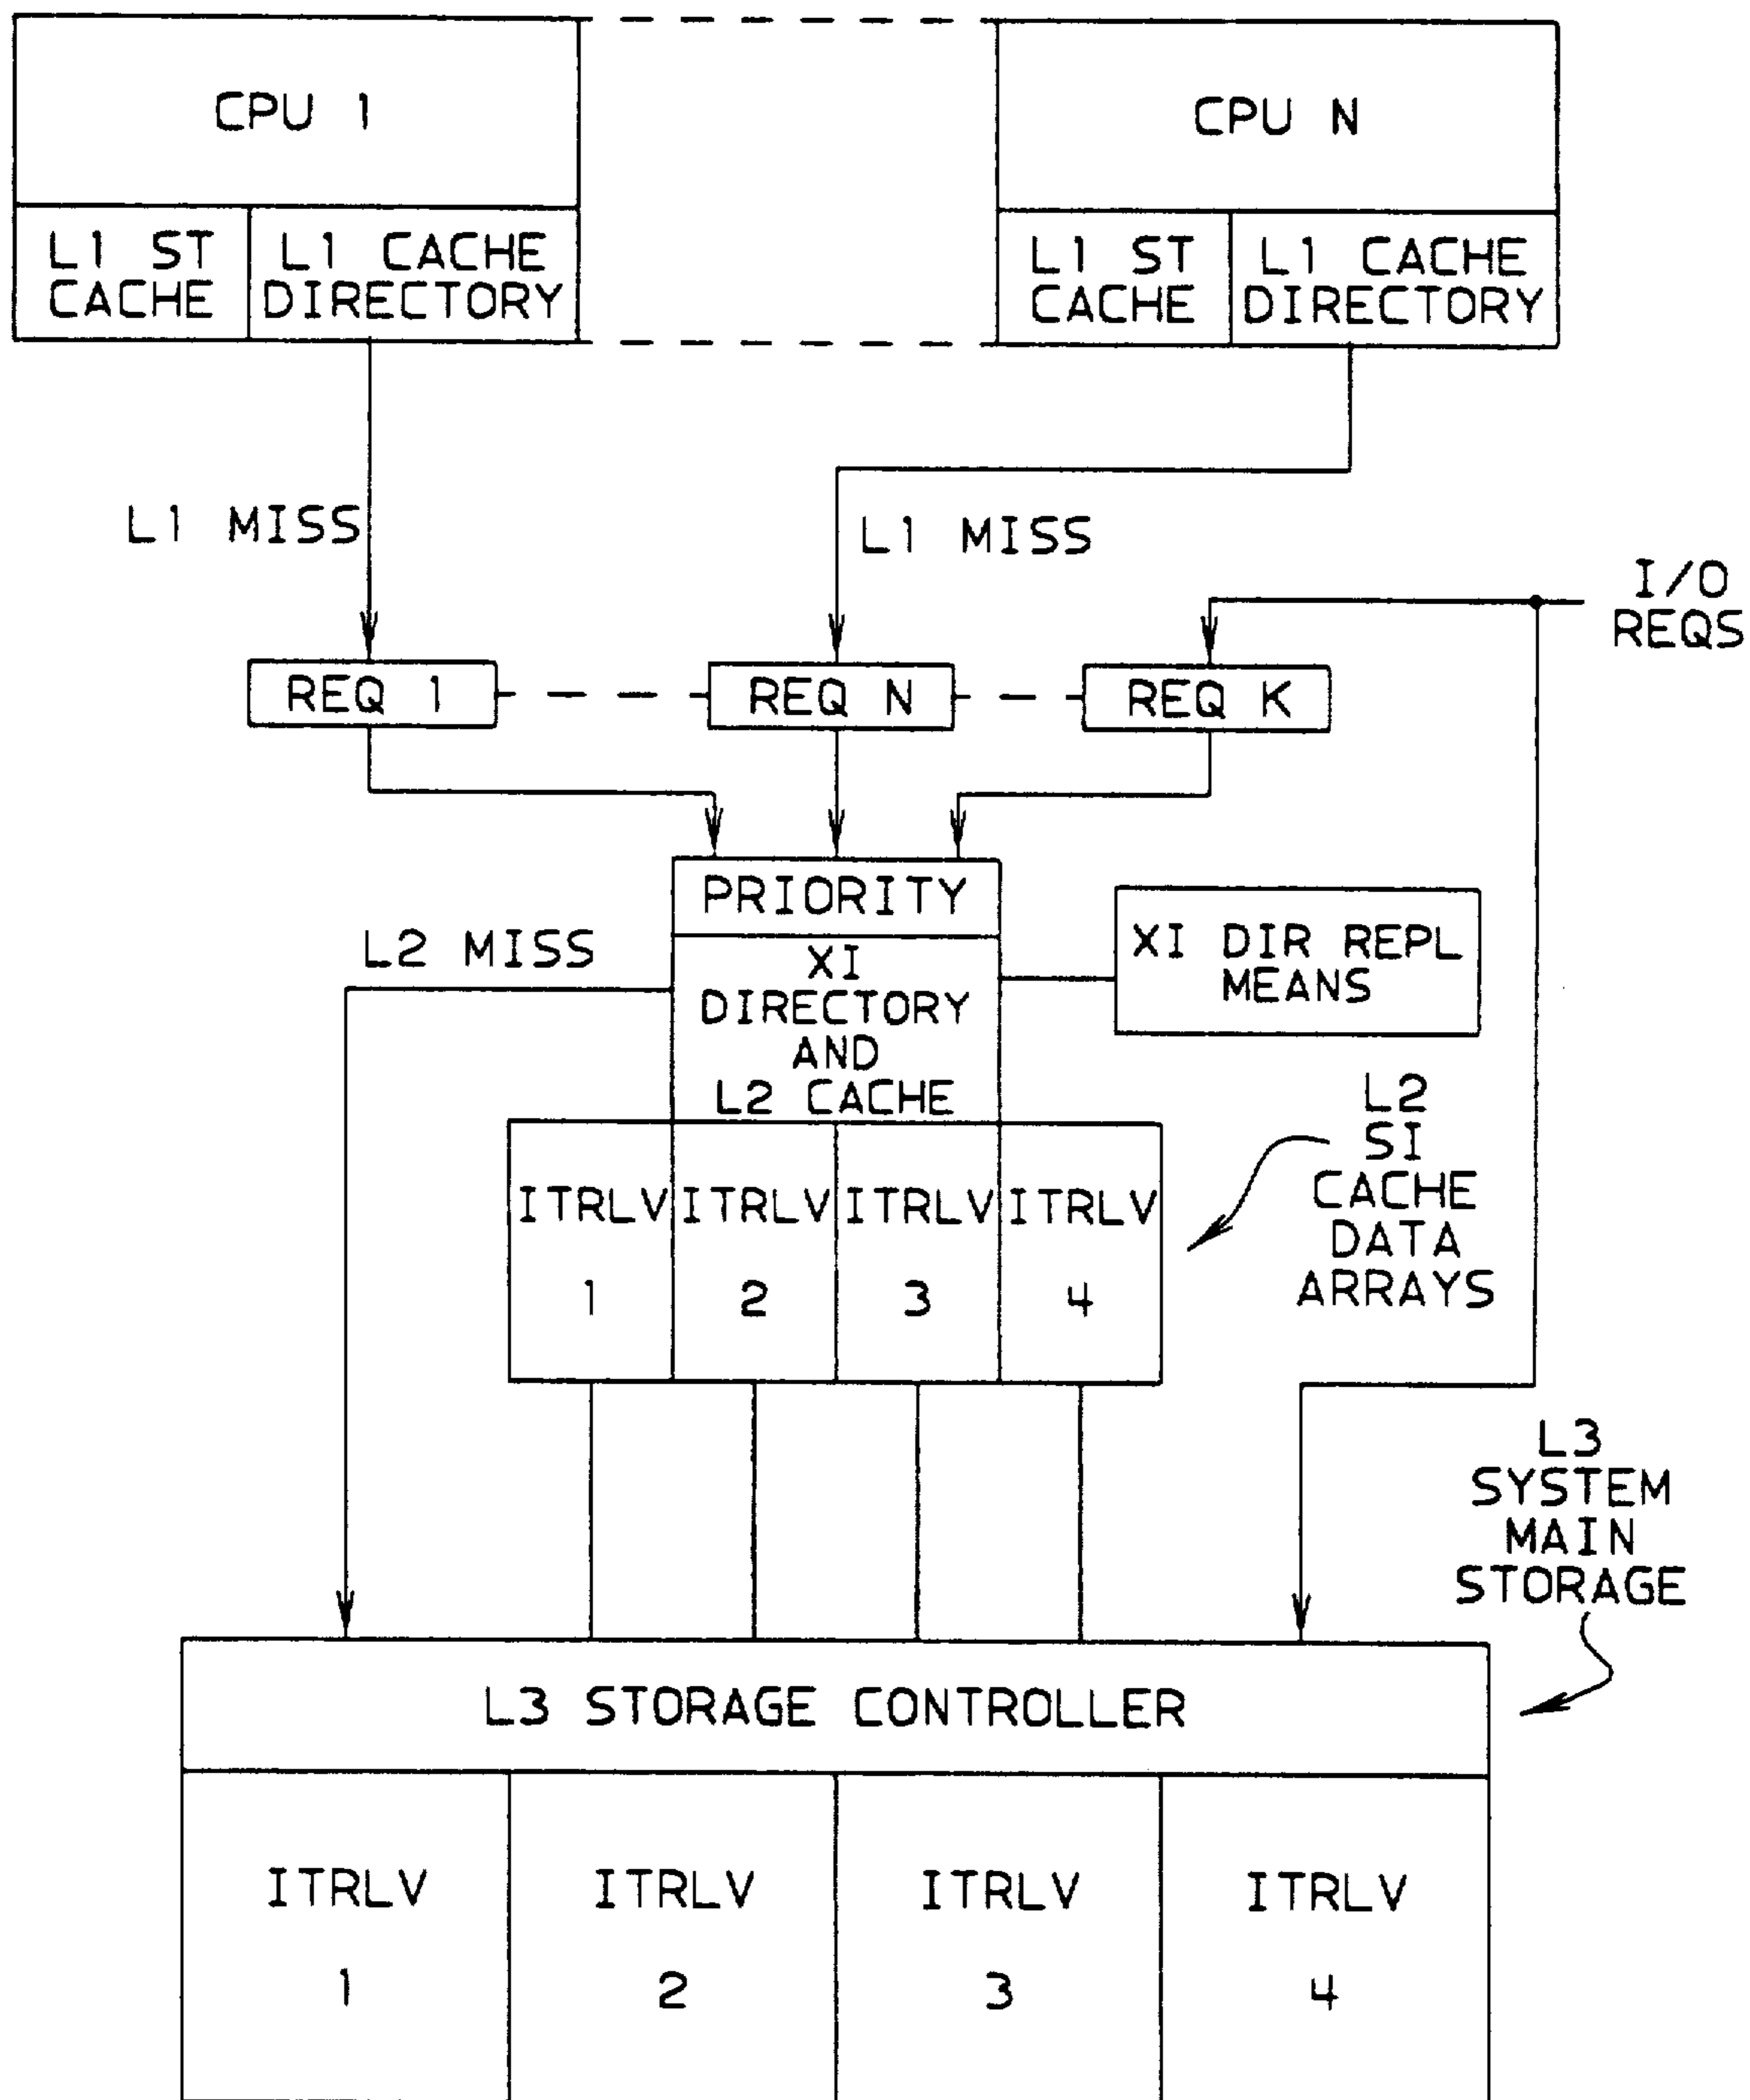 CPU 1
CPU N
L1 ST
CACHE
L1 CACHE
DIRECTORY
L1 ST
CACHE
L1 CACHE
DIRECTORY
L1 MISS
L1 MISS
I/O
REQS
REQ 1
REQ N
REQ K
PRIORITY
L2 MISS
XI
DIRECTORY
AND
L2 CACHE
XI DIR REPL
MEANS
L2
SI
CACHE
DATA
ARRAYS
ITRLV
1
ITRLV
2
ITRLV
3
ITRLV
4
L3
SYSTEM
MAIN
STORAGE
L3 STORAGE CONTROLLER
ITRLV
1
ITRLV
2
ITRLV
3
ITRLV
4